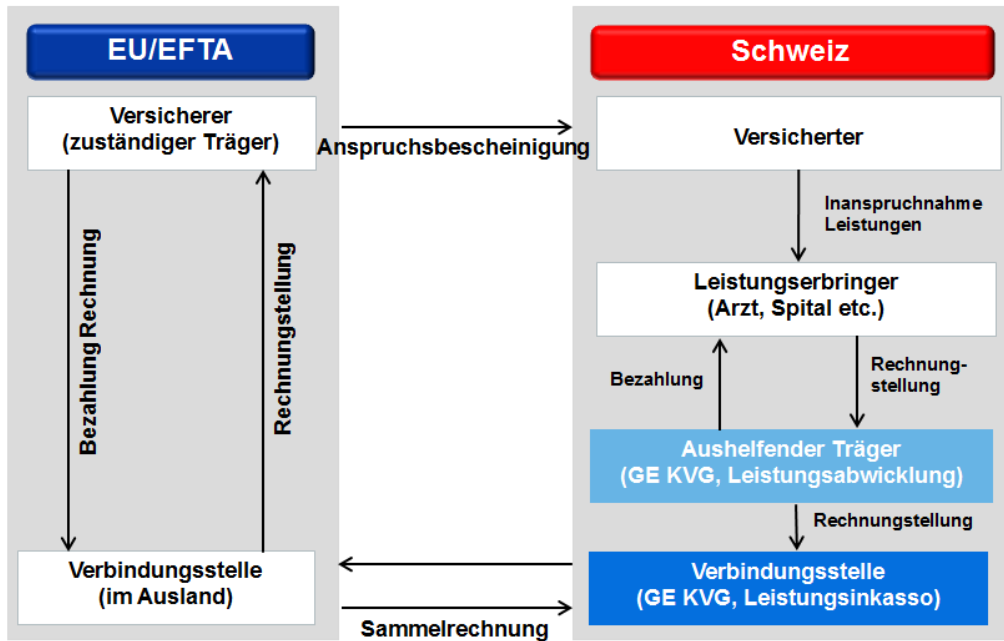 EU/EFTA
Schweiz
Versicherer
(zuständiger Träger)
Anspruchsbescheinigung
Versicherter
Inanspruchnahme
Leistungen
Leistungserbringer
(Arzt, Spital etc.)
Bezahlung Rechnung
Rechnungstellung
Bezahlung
Rechnung-
stellung
Aushelfender Träger
(GE KVG, Leistungsabwicklung)
Rechnungstellung
Verbindungsstelle
(im Ausland)
Verbindungsstelle
(GE KVG, Leistungsinkasso)
Sammelrechnung